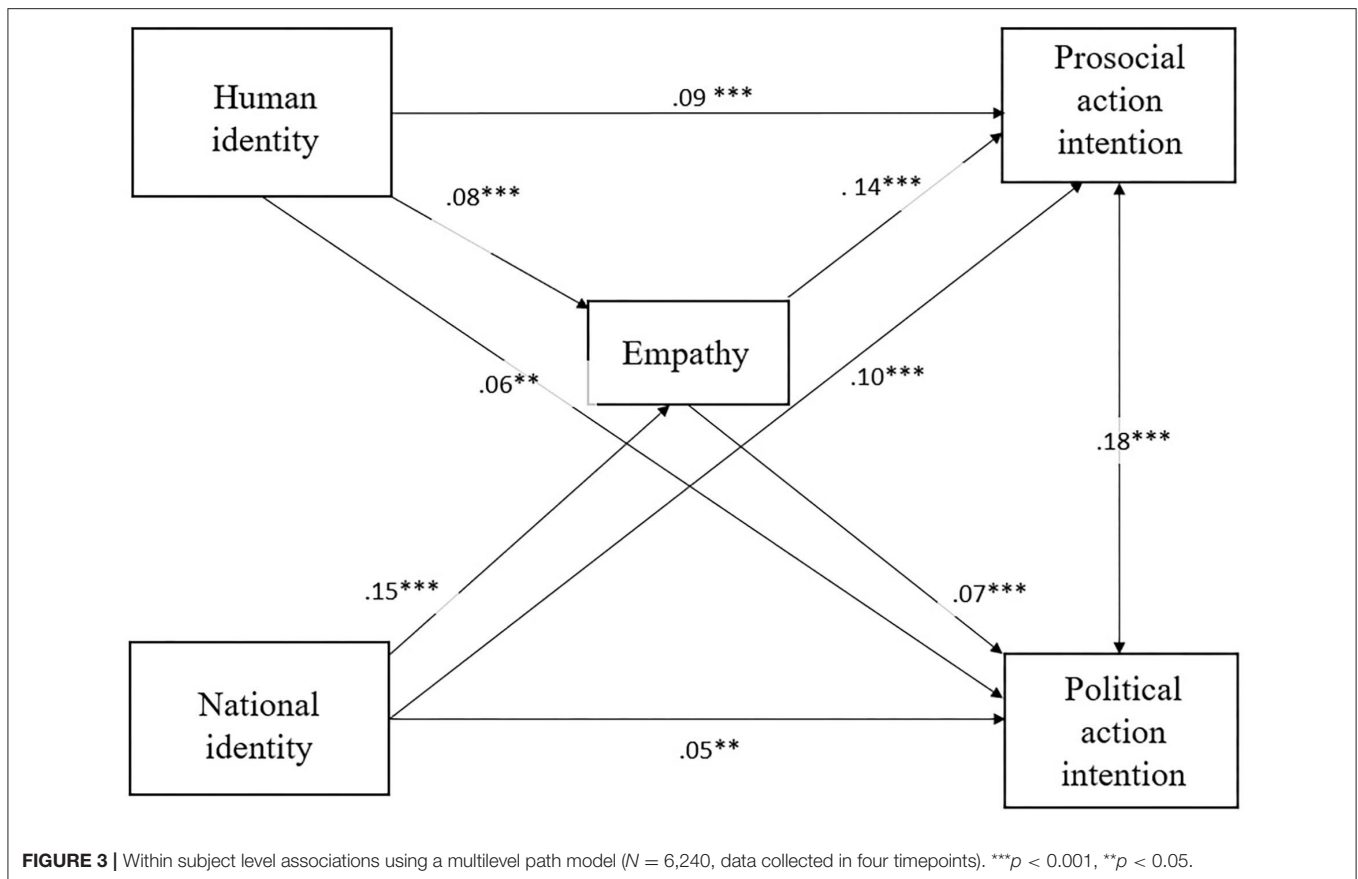 Human
identity
Prosocial
action
intention
.09 ***
.08***
. 14***
Empathy
.06**
.10***
.18***
.15***
.07***
National
identity
.05**
Political
action
intention
FIGURE 3 | Within subject level associations using a multilevel path model (N = 6,240, data collected in four timepoints). ***p < 0.001, **p < 0.05.